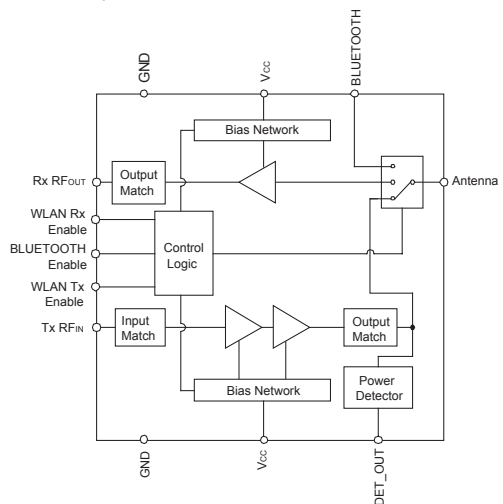 GND
Vcc
BLUETOOTH
Bias Network
Rx RFOUT
Output
Match
Antenna
WLAN Rx
Enable
BLUETOOTH
Enable
WLAN Tx
Enable
Control
Logic
Tx RFIN
Input
Match
Output
Match
Bias Network
Power
Detector
GND
Vcc
DET_OUT